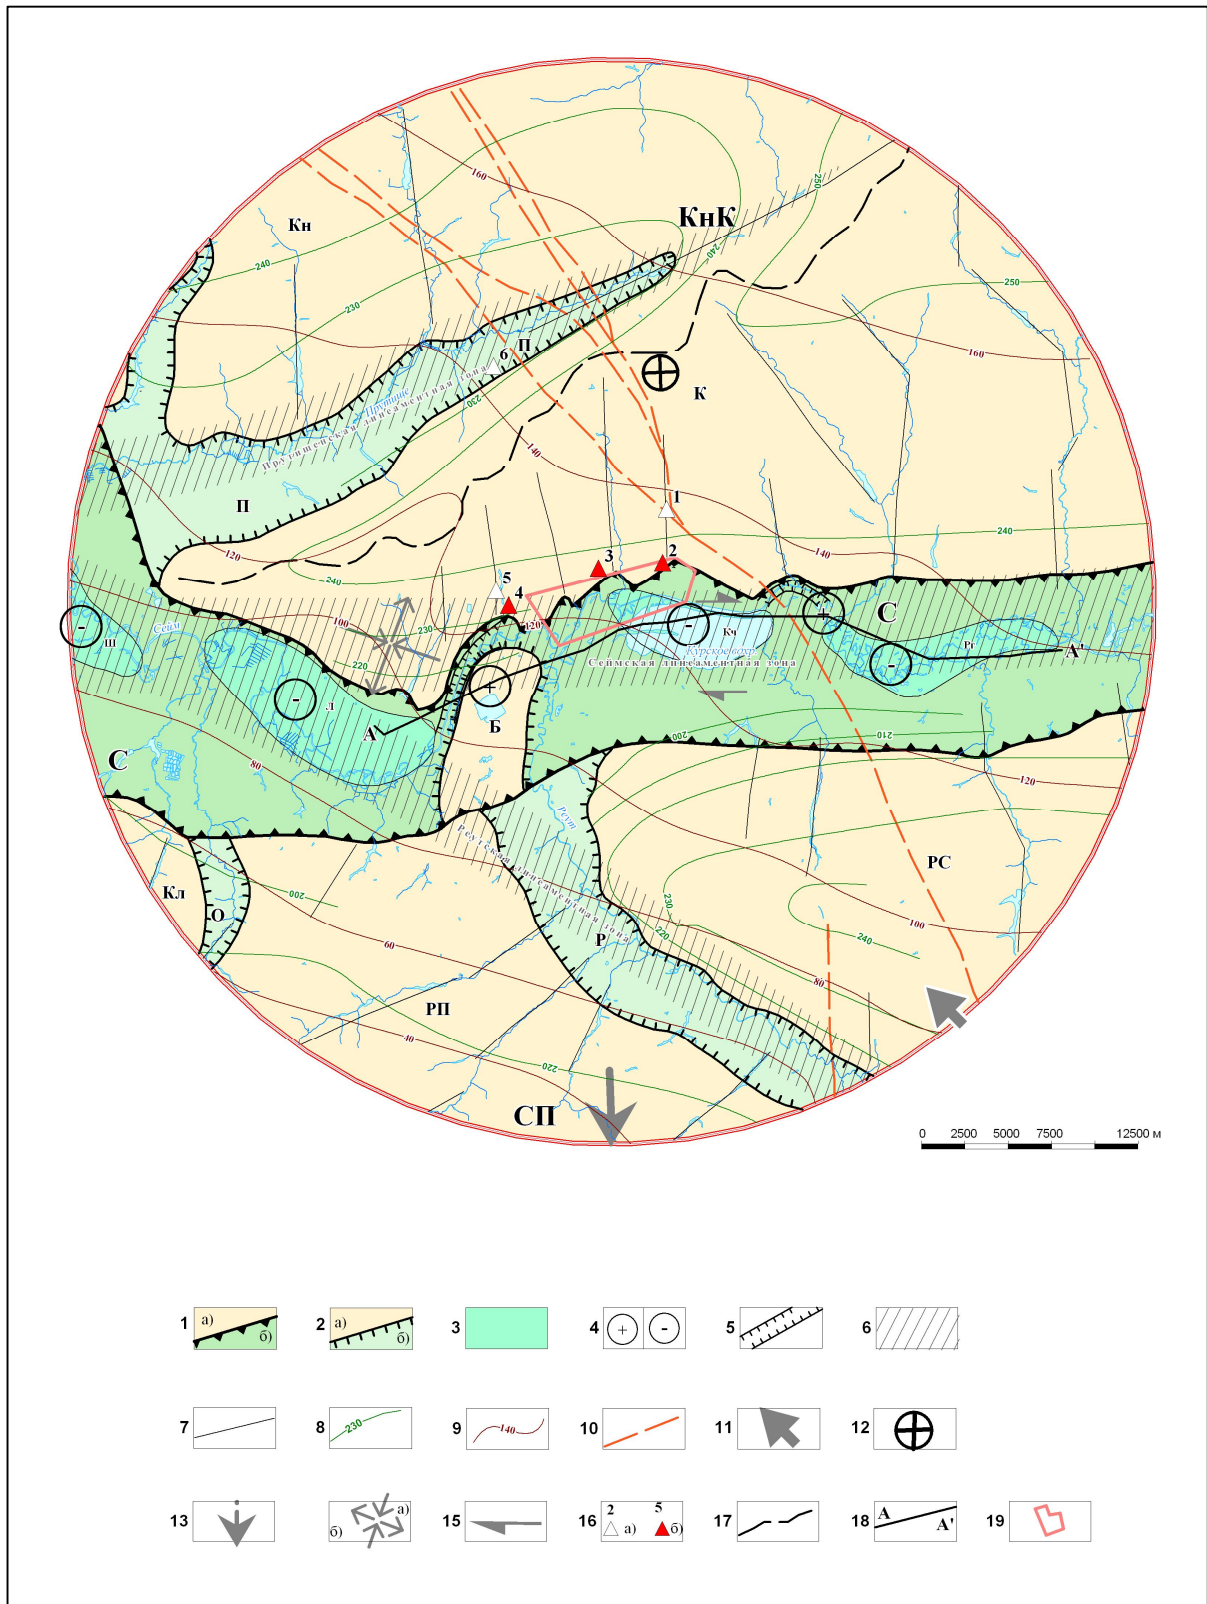 160
Кн
КнК
250
240
240
250
230
160
П
6
Прутище
Прутищенская линеаментная зона
230
К
140
П
1
240
120
140
240
3
2
5
4
100
230
120
С
Сейм
Ш
220
Кч
Курское вдхр.
Рг
Сеймская линеаментная зона
А'
Л
А
Б
200
210
С
80
120
реут
Реутская линеаментная зона
РС
Кл
200
О
230
100
220
240
60
Р
80
РП
40
220
СП
0 2500 5000 7500 12500 м
1 а) б) 2 а) б) 3 4 + - 5 6
7 8 230 9 140 10 11 12
13 б) а) 15 16 2 а) 5 б) 17 18 А А' 19